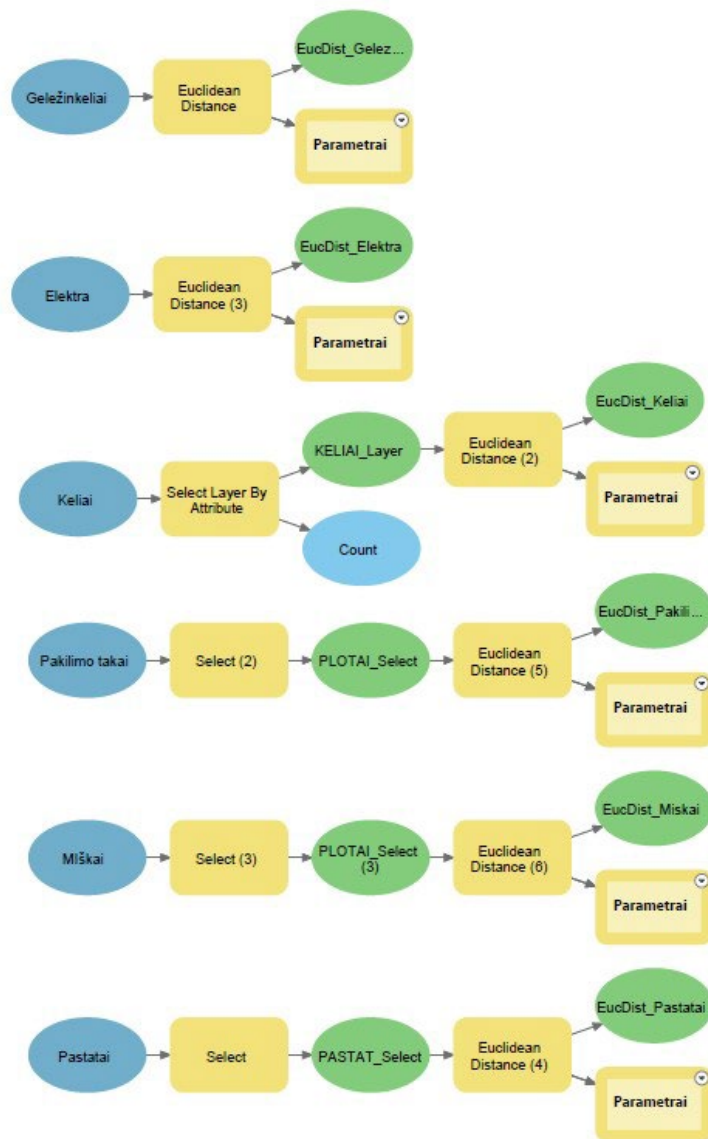 EucDist_Gelez...
Geležinkeliai
Euclidean
Distance
Parametrai
EucDist_Elektra
Elektra
Euclidean
Distance (3)
Parametrai
EucDist_Keliai
KELIAI_Layer
Euclidean
Distance (2)
Keliai
Select Layer By
Attribute
Parametrai
Count
EucDist_Pakili...
Pakilimo takai
Select (2)
PLOTAI_Select
Euclidean
Distance (5)
Parametrai
EucDist_Miskai
MIškai
Select (3)
PLOTAI_Select
(3)
Euclidean
Distance (6)
Parametrai
EucDist_Pastatai
Pastatai
Select
PASTAT_Select
Euclidean
Distance (4)
Parametrai